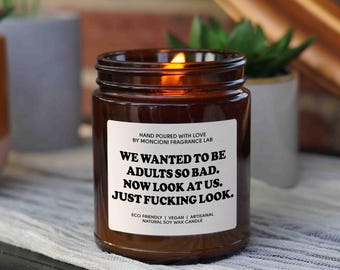 HAND POURED WITH LOVE
BY MONCIONI FRAGRANCE LAB
WE WANTED TO BE
ADULTS SO BAD.
NOW LOOK AT US.
JUST FUCKING LOOK.
ECO FRIENDLY | VEGAN | ARTISANAL
NATURAL SOY WAX CANDLE